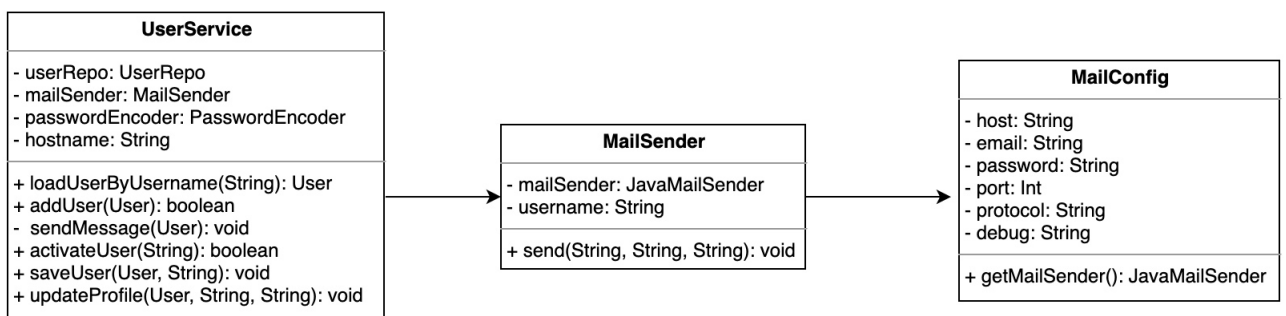 UserService
- userRepo: UserRepo
- mailSender: MailSender
- passwordEncoder: PasswordEncoder
- hostname: String
+ loadUserByUsername(String): User
+ addUser(User): boolean
- sendMessage(User): void
+ activateUser(String): boolean
+ saveUser(User, String): void
+ updateProfile(User, String, String): void
MailSender
- mailSender: JavaMailSender
- username: String
+ send(String, String, String): void
MailConfig
- host: String
- email: String
- password: String
- port: Int
- protocol: String
- debug: String
+ getMailSender(): JavaMailSender